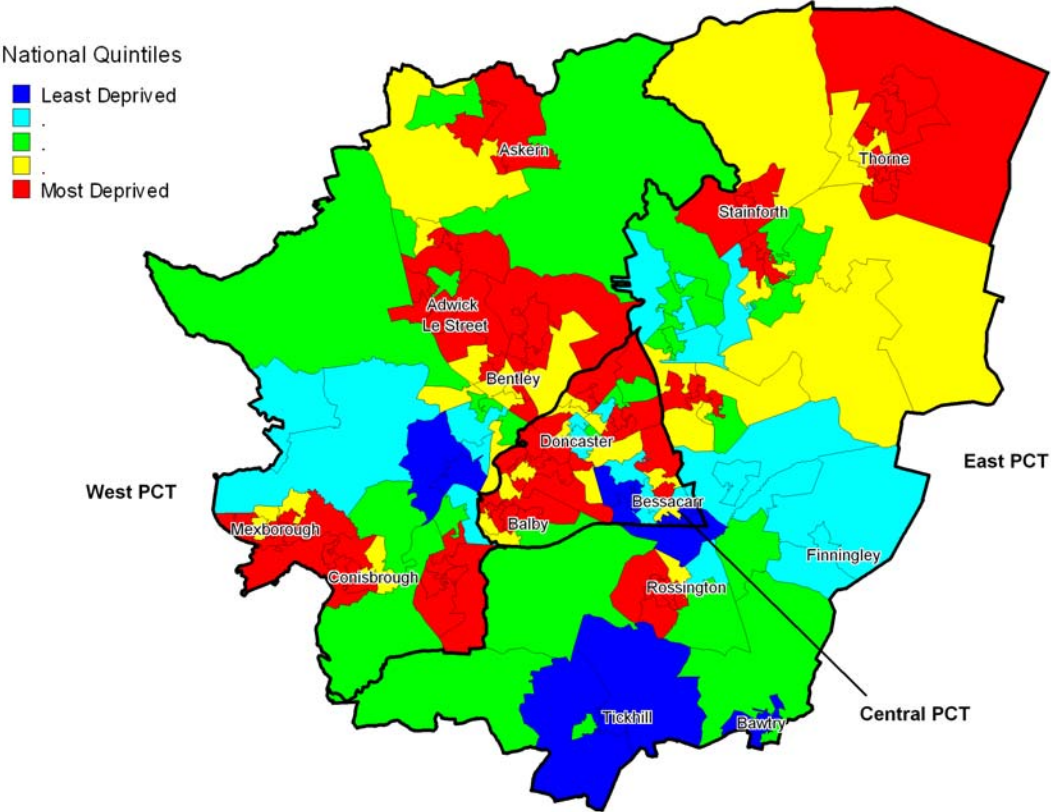 National Quintiles
Least Deprived
.
.
.
Most Deprived
Askern
Thorne
Stainforth
Adwick
Le Street
Bentley
Doncaster
East PCT
West PCT
Bessacarr
Mexborough
Balby
Finningley
Conisbrough
Rossington
Tickhill
Bawtry
Central PCT